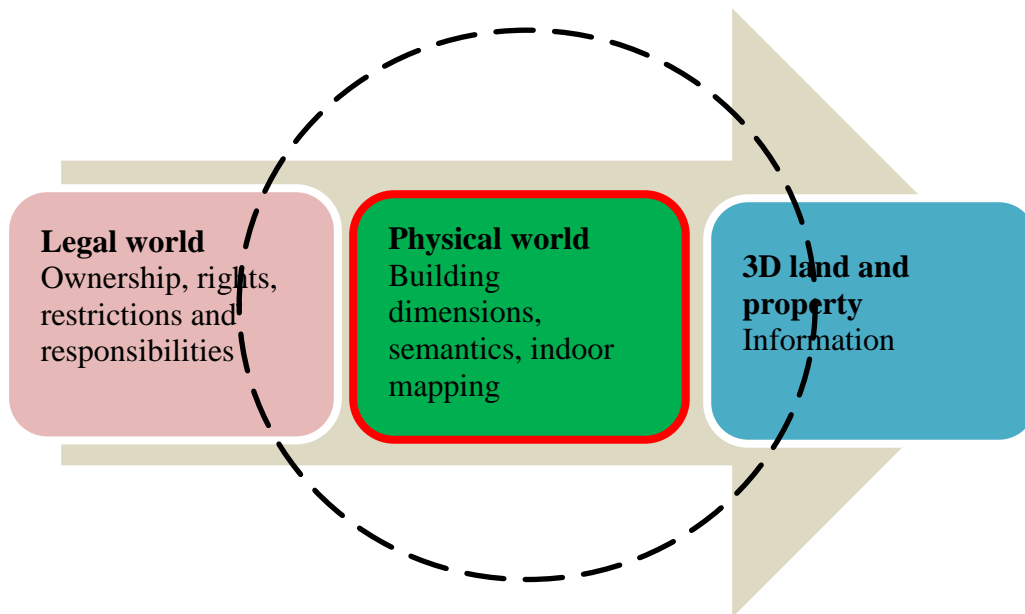 Legal world
Ownership, rights,
restrictions and
responsibilities
Physical world
Building
dimensions,
semantics, indoor
mapping
3D land and
property
Information